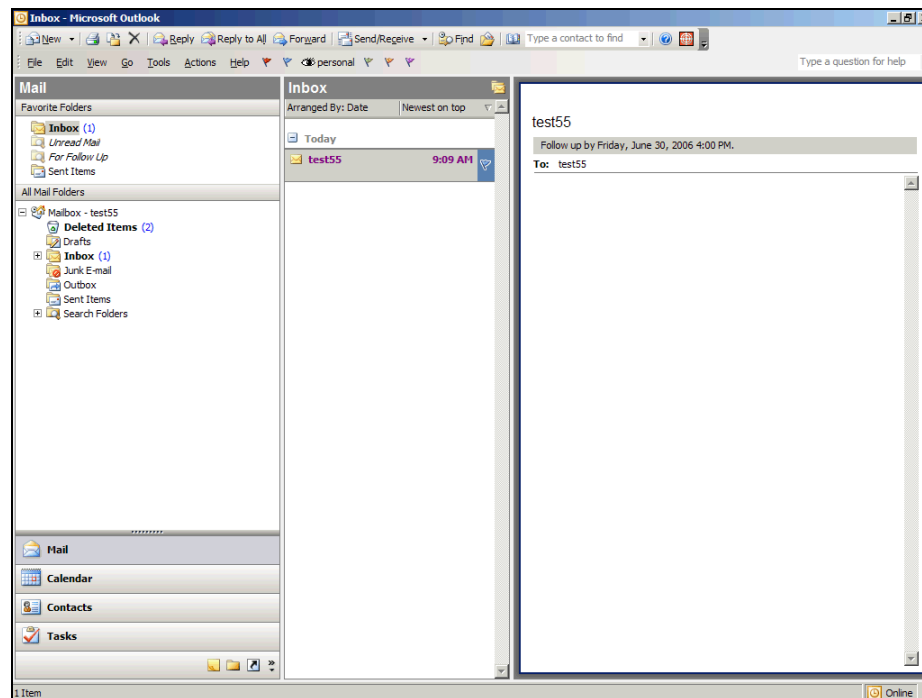 Inbox - Microsoft Outlook
New Reply Reply to All Forward Send/Receive Find Type a contact to find
File Edit View Go Tools Actions Help personal Type a question for help
Mail
Favorite Folders
Inbox (1)
Unread Mail
For Follow Up
Sent Items
All Mail Folders
Mailbox - test55
Deleted Items (2)
Drafts
Inbox (1)
Junk E-mail
Outbox
Sent Items
Search Folders
Mail
Calendar
Contacts
Tasks
Inbox
Arranged By: Date Newest on top
Today
test55 9:09 AM
test55
Follow up by Friday, June 30, 2006 4:00 PM.
To: test55
1 Item Online